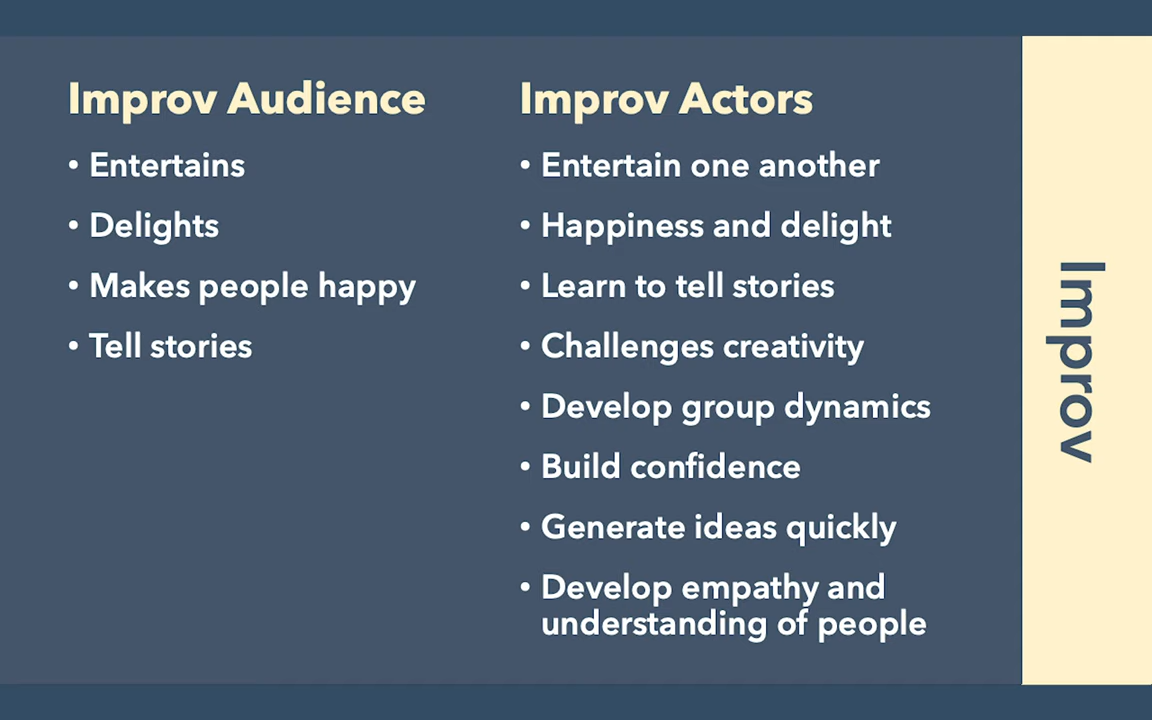 Improv Audience
• Entertains
• Delights
• Makes people happy
• Tell stories
Improv Actors
• Entertain one another
• Happiness and delight
• Learn to tell stories
• Challenges creativity
• Develop group dynamics
• Build confidence
• Generate ideas quickly
• Develop empathy and
understanding of people
Improv